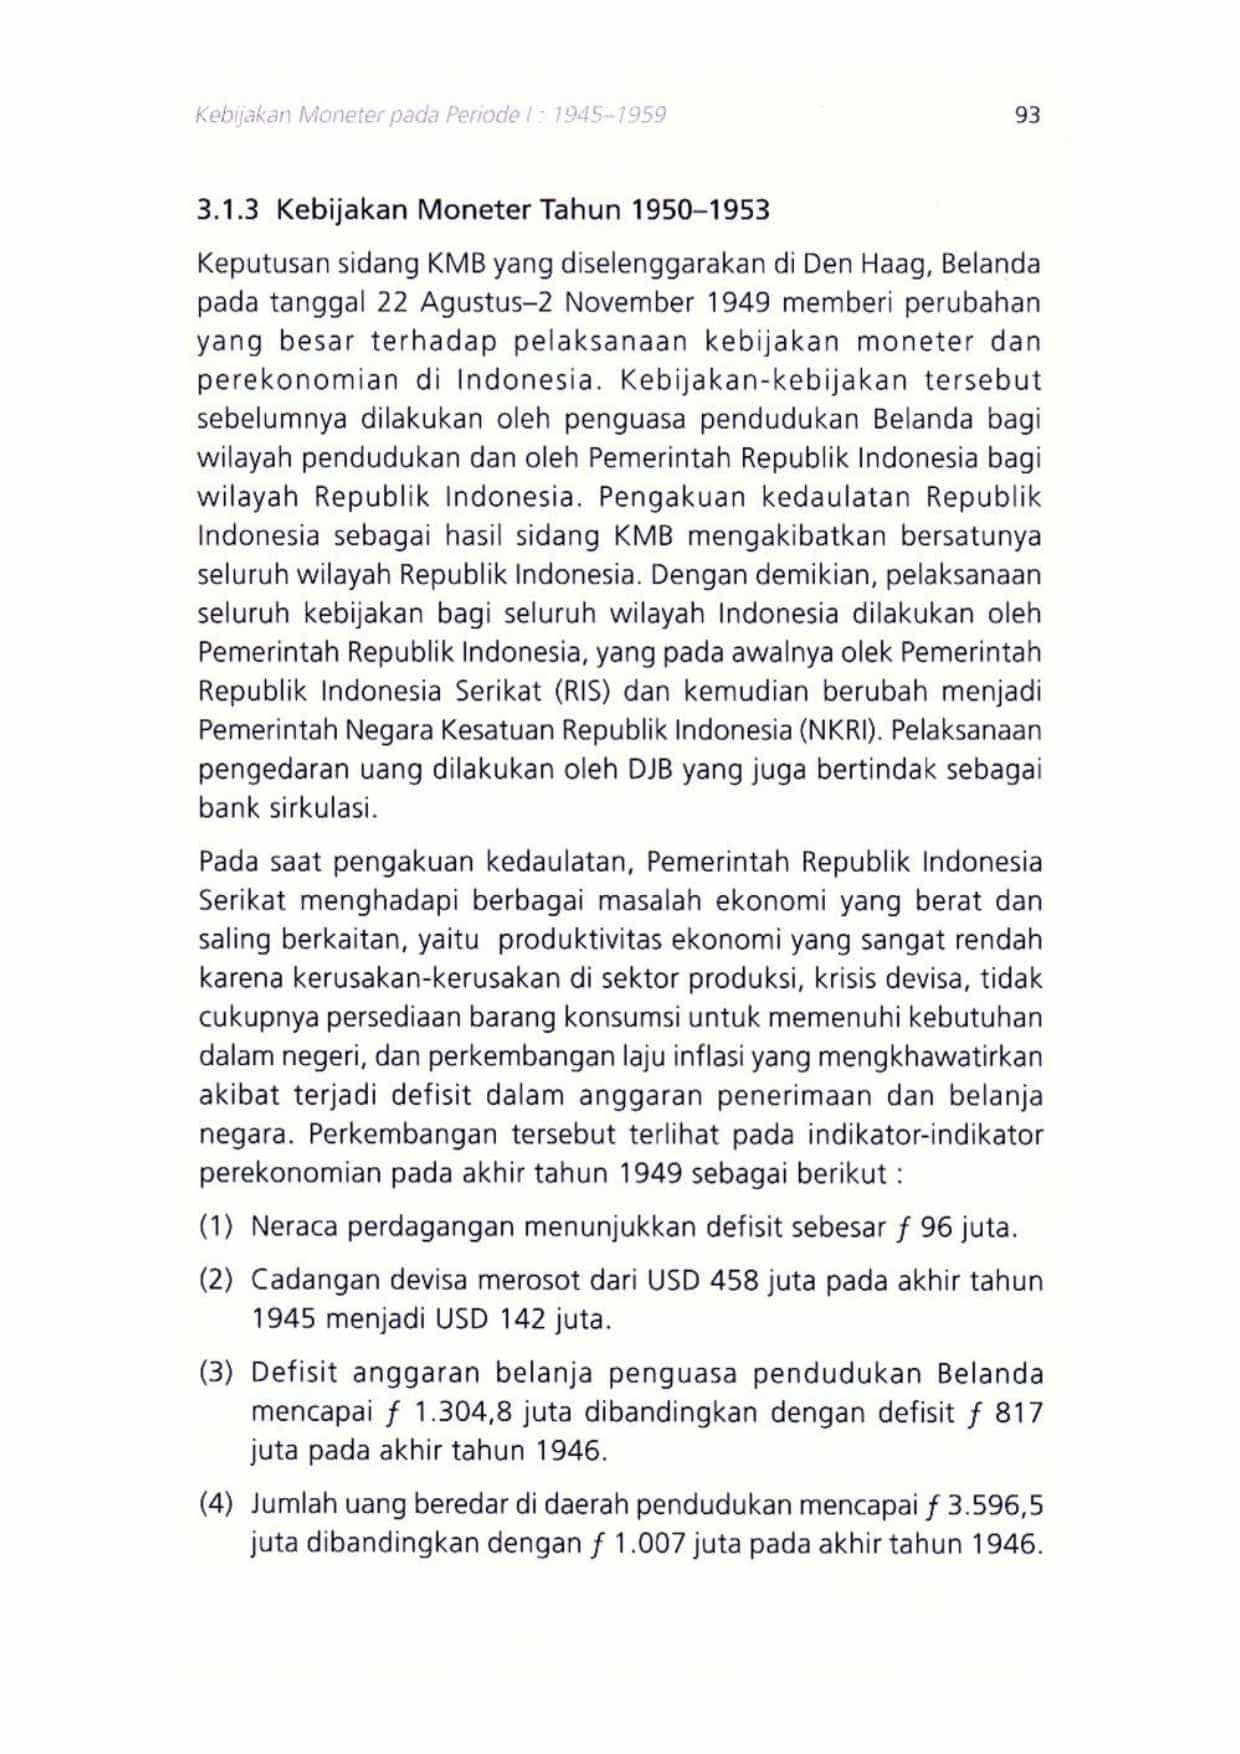 Kebijakan Moneter pada Periode I : 1945–1959
93
3.1.3 Kebijakan Moneter Tahun 1950–1953
Keputusan sidang KMB yang diselenggarakan di Den Haag, Belanda
pada tanggal 22 Agustus–2 November 1949 memberi perubahan
yang besar terhadap pelaksanaan kebijakan moneter dan
perekonomian di Indonesia. Kebijakan-kebijakan tersebut
sebelumnya dilakukan oleh penguasa pendudukan Belanda bagi
wilayah pendudukan dan oleh Pemerintah Republik Indonesia bagi
wilayah Republik Indonesia. Pengakuan kedaulatan Republik
Indonesia sebagai hasil sidang KMB mengakibatkan bersatunya
seluruh wilayah Republik Indonesia. Dengan demikian, pelaksanaan
seluruh kebijakan bagi seluruh wilayah Indonesia dilakukan oleh
Pemerintah Republik Indonesia, yang pada awalnya olek Pemerintah
Republik Indonesia Serikat (RIS) dan kemudian berubah menjadi
Pemerintah Negara Kesatuan Republik Indonesia (NKRI). Pelaksanaan
pengedaran uang dilakukan oleh DJB yang juga bertindak sebagai
bank sirkulasi.
Pada saat pengakuan kedaulatan, Pemerintah Republik Indonesia
Serikat menghadapi berbagai masalah ekonomi yang berat dan
saling berkaitan, yaitu produktivitas ekonomi yang sangat rendah
karena kerusakan-kerusakan di sektor produksi, krisis devisa, tidak
cukupnya persediaan barang konsumsi untuk memenuhi kebutuhan
dalam negeri, dan perkembangan laju inflasi yang mengkhawatirkan
akibat terjadi defisit dalam anggaran penerimaan dan belanja
negara. Perkembangan tersebut terlihat pada indikator-indikator
perekonomian pada akhir tahun 1949 sebagai berikut :
(1) Neraca perdagangan menunjukkan defisit sebesar ƒ 96 juta.
(2) Cadangan devisa merosot dari USD 458 juta pada akhir tahun
1945 menjadi USD 142 juta.
(3) Defisit anggaran belanja penguasa pendudukan Belanda
mencapai ƒ 1.304,8 juta dibandingkan dengan defisit ƒ 817
juta pada akhir tahun 1946.
(4) Jumlah uang beredar di daerah pendudukan mencapai ƒ 3.596,5
juta dibandingkan dengan ƒ 1.007 juta pada akhir tahun 1946.